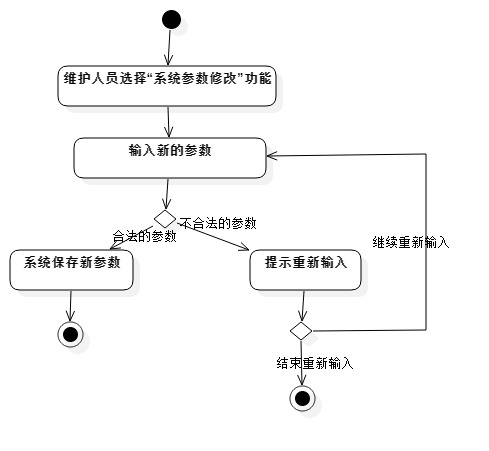 维护人员选择“系统参数修改”功能
输入新的参数
不合法的参数
合法的参数
继续重新输入
系统保存新参数
提示重新输入
结束重新输入